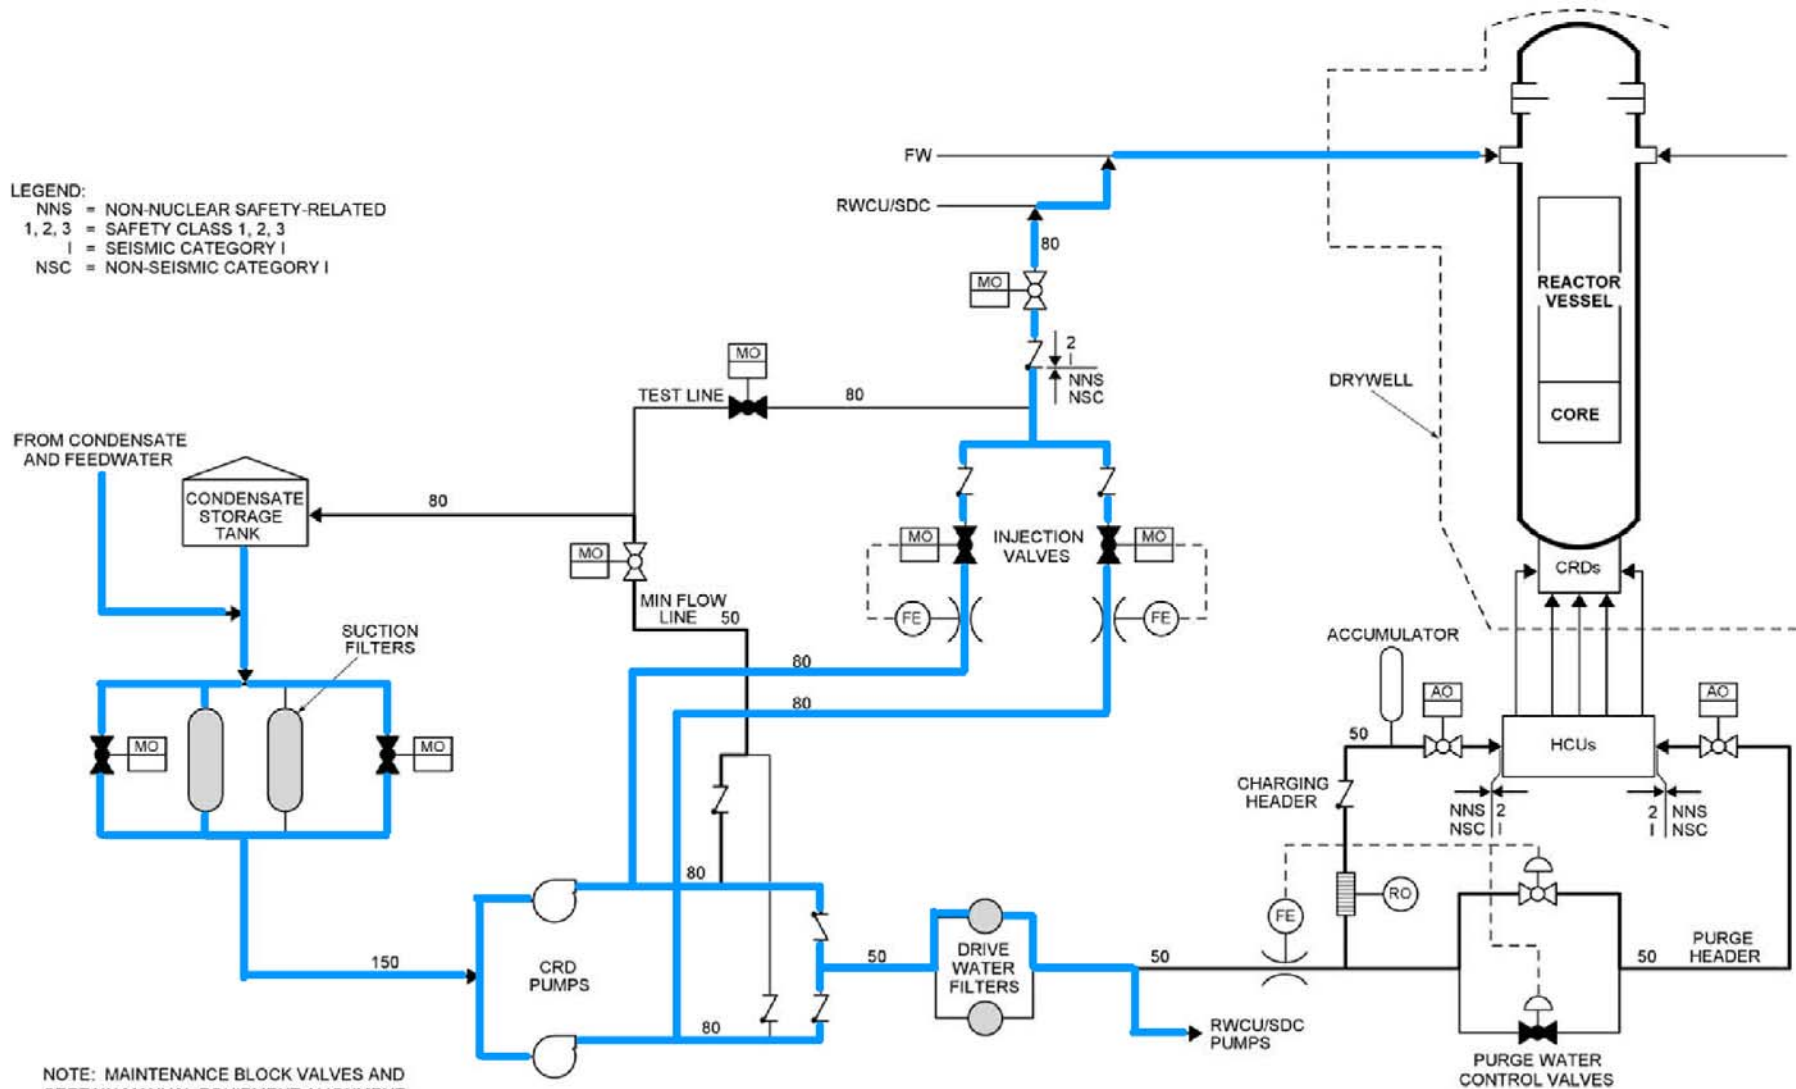 LEGEND:
NNS = NON-NUCLEAR SAFETY-RELATED
1, 2, 3 = SAFETY CLASS 1, 2, 3
I = SEISMIC CATEGORY I
NSC = NON-SEISMIC CATEGORY I
FW
RWCU/SDC
80
MO
2
I
NNS
NSC
REACTOR
VESSEL
CORE
DRYWELL
MO
TEST LINE
80
FROM CONDENSATE
AND FEEDWATER
CONDENSATE
STORAGE
TANK
80
MO
MO
INJECTION
VALVES
MO
FE
FE
MIN FLOW
LINE
50
SUCTION
FILTERS
80
80
MO
MO
CRDs
ACCUMULATOR
AO
AO
50
HCUs
CHARGING
HEADER
NNS
NSC
2
I
2
I
NNS
NSC
80
RO
FE
150
CRD
PUMPS
50
DRIVE
WATER
FILTERS
50
50
PURGE
HEADER
80
RWCU/SDC
PUMPS
PURGE WATER
CONTROL VALVES
NOTE: MAINTENANCE BLOCK VALVES AND